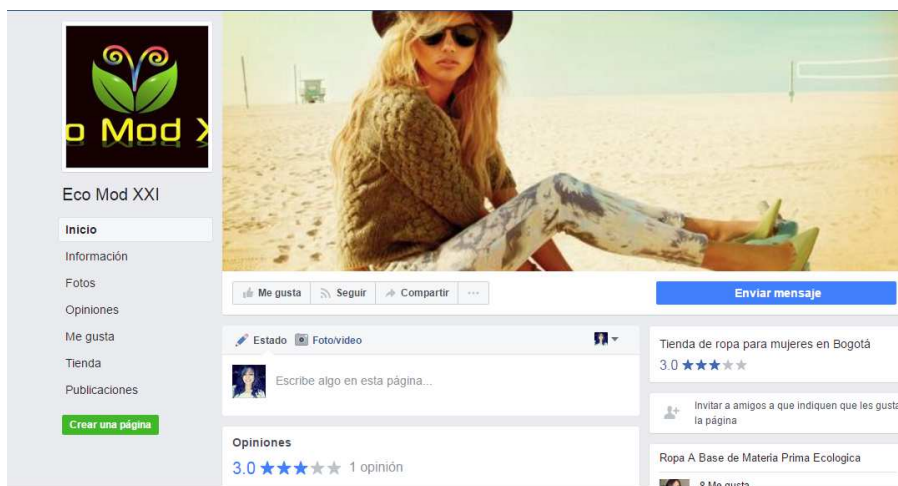 o Mod X
Eco Mod XXI
Inicio
Información
Fotos
Opiniones
Me gusta
Tienda
Publicaciones
Crear una página
Me gusta
Seguir
Compartir
Enviar mensaje
Estado
Foto/video
Escribe algo en esta página...
Opiniones
3.0
1 opinión
Tienda de ropa para mujeres en Bogotá
3.0
Invitar a amigos a que indiquen que les gusta
la página
Ropa A Base de Materia Prima Ecologica
8 Me gusta